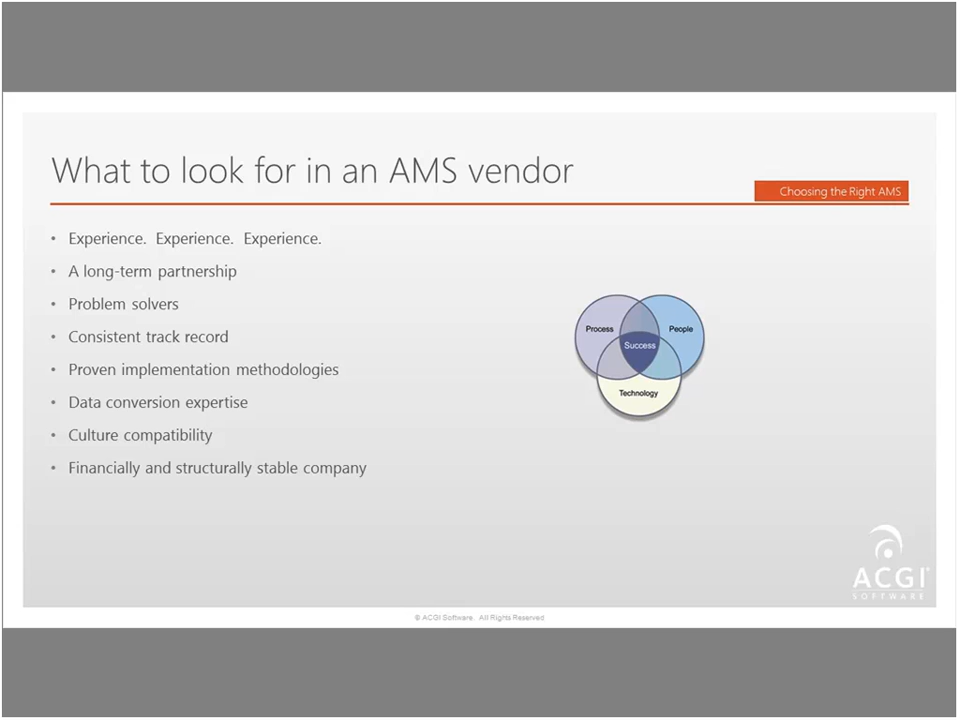 What to look for in an AMS vendor
Choosing the Right AMS
• Experience. Experience. Experience.
• A long-term partnership
• Problem solvers
• Consistent track record
• Proven implementation methodologies
• Data conversion expertise
• Culture compatibility
• Financially and structurally stable company
Process
People
Success
Technology
ACGI®
SOFTWARE
© ACGI Software. All Rights Reserved